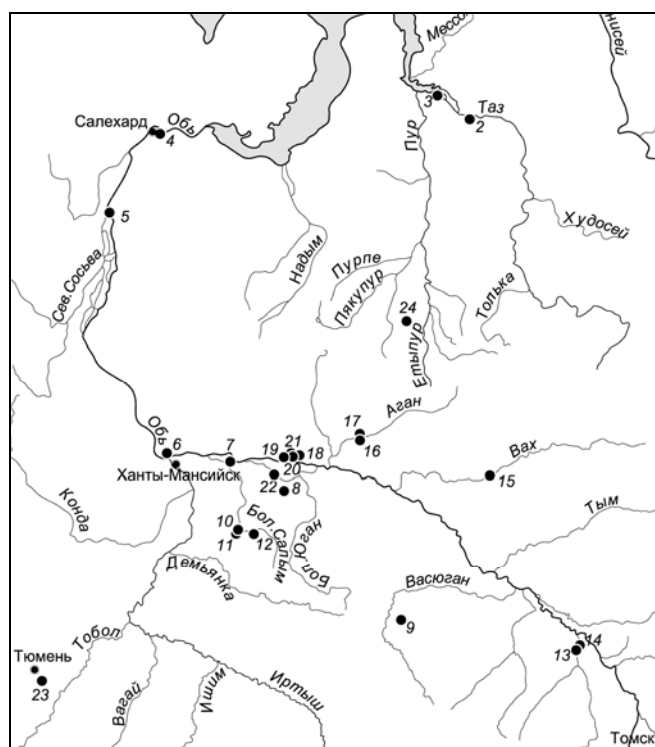 Мессо
нисей
3
Таз
2
Салехард
Обь
4
Пур
5
Худосей
Сев.Сосьва
Надым
Пурпе
Пякупур
Толька
24
Етыпур
Аган
17
16
Обь
6
7
19
21
18
20
Вах
15
Ханты-Мансийск
22
8
Конда
Тым
10
11
12
Бол.Салым
Бол.Юган
Демьянка
Васюган
9
14
13
Тобол
Тюмень
23
Вагай
Ишим
Иртыш
Томск